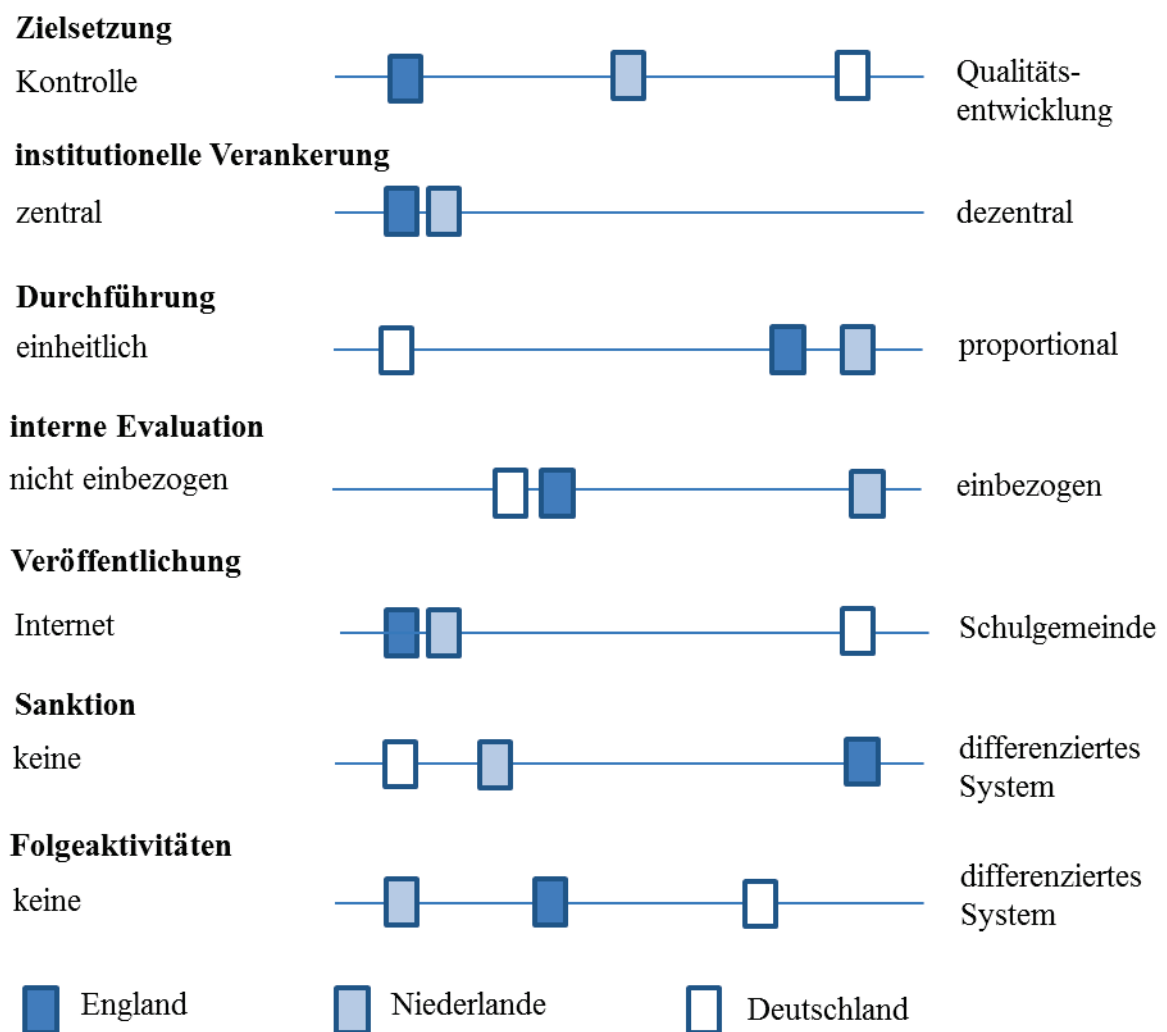 Zielsetzung
Kontrolle
Qualitäts-
entwicklung
institutionelle Verankerung
zentral
dezentral
Durchführung
einheitlich
proportional
interne Evaluation
nicht einbezogen
einbezogen
Veröffentlichung
Internet
Schulgemeinde
Sanktion
keine
differenziertes
System
Folgeaktivitäten
keine
differenziertes
System
England
Niederlande
Deutschland